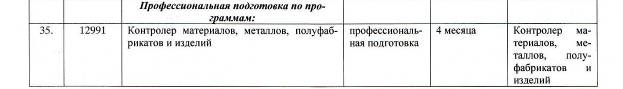 Профессиональная подготовка по про-
граммам:
35. 12991 Контролер материалов, металлов, полуфаб- профессиональ- 4 месяца Контролер ма-
рикатов и изделий ная подготовка териалов, ме-
таллов, полу-
фабрикатов и
изделий